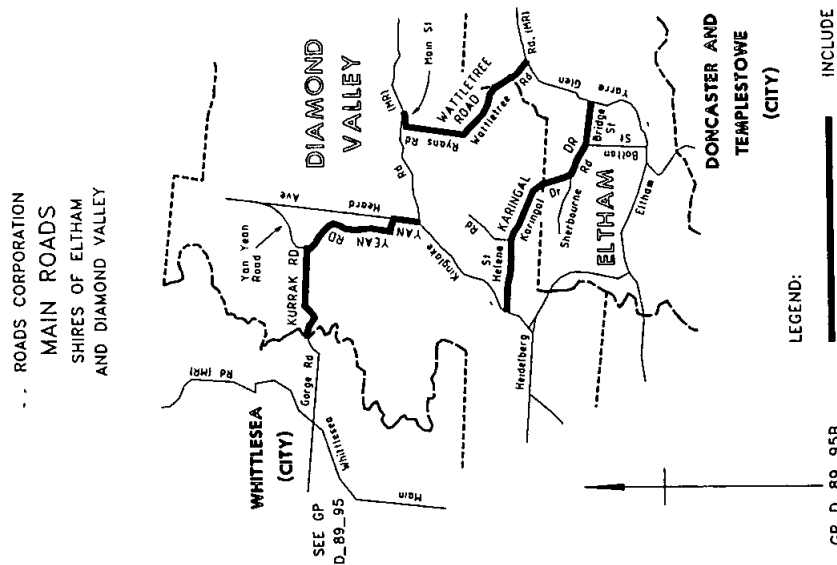 ROADS CORPORATION
MAIN ROADS
SHIRES OF ELTHAM
AND DIAMOND VALLEY
WHITTLESEA
(CITY)
SEE GP
D_89_95
Main
Whittlesea
Rd (MR)
Gorge Rd
KURRAK RD
Yan Yean
Road
YAN
YEAN
RD
Heard
Ave
DIAMOND
VALLEY
Kinglake
Rd
(MR)
Main St
Ryans Rd
WATTLETREE
ROAD
Wattletree
Rd
Rd. (MR)
St
Helena
Rd
KARINGAL
DR
Karingal
Dr
Sherbourne
Rd
Bridge
St
Bolton
St
Yarra
Glen
ELTHAM
Eltham
Heidelberg
DONCASTER AND
TEMPLESTOWE
(CITY)
LEGEND:
INCLUDE
GP D 89 95B